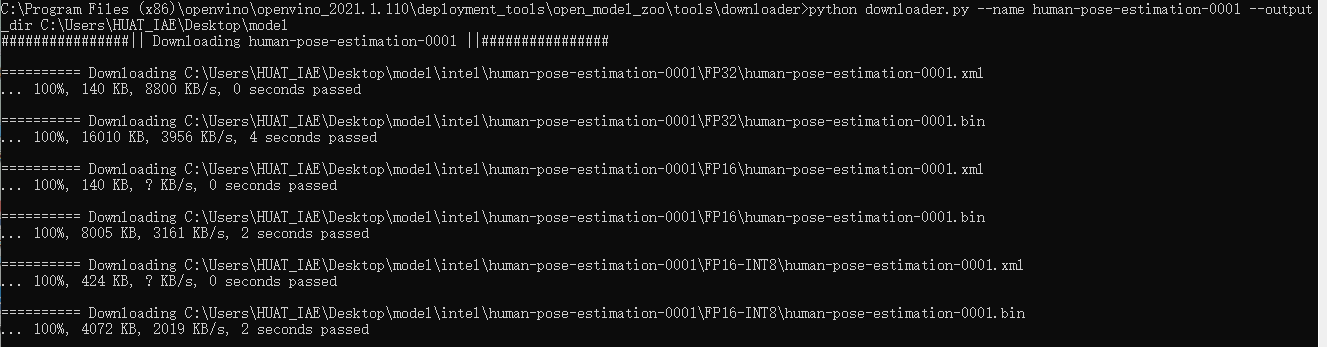 C:\Program Files (x86)\openvino\openvino_2021.1.110\deployment_tools\open_model_zoo\tools\downloader>python downloader.py --name human-pose-estimation-0001 --output
_dir C:\Users\HUAT_IAE\Desktop\model
################|| Downloading human-pose-estimation-0001 ||################
========== Downloading C:\Users\HUAT_IAE\Desktop\model\intel\human-pose-estimation-0001\FP32\human-pose-estimation-0001.xml
... 100%, 140 KB, 8800 KB/s, 0 seconds passed
========== Downloading C:\Users\HUAT_IAE\Desktop\model\intel\human-pose-estimation-0001\FP32\human-pose-estimation-0001.bin
... 100%, 16010 KB, 3956 KB/s, 4 seconds passed
========== Downloading C:\Users\HUAT_IAE\Desktop\model\intel\human-pose-estimation-0001\FP16\human-pose-estimation-0001.xml
... 100%, 140 KB, ? KB/s, 0 seconds passed
========== Downloading C:\Users\HUAT_IAE\Desktop\model\intel\human-pose-estimation-0001\FP16\human-pose-estimation-0001.bin
... 100%, 8005 KB, 3161 KB/s, 2 seconds passed
========== Downloading C:\Users\HUAT_IAE\Desktop\model\intel\human-pose-estimation-0001\FP16-INT8\human-pose-estimation-0001.xml
... 100%, 424 KB, ? KB/s, 0 seconds passed
========== Downloading C:\Users\HUAT_IAE\Desktop\model\intel\human-pose-estimation-0001\FP16-INT8\human-pose-estimation-0001.bin
... 100%, 4072 KB, 2019 KB/s, 2 seconds passed